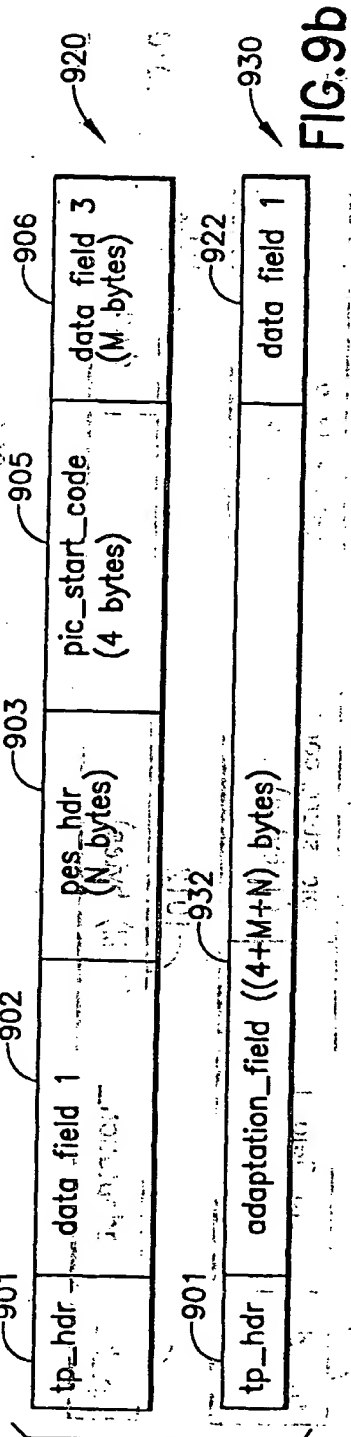 901
902
903
905
906
920
tp_hdr
data field 1
pes_hdr
(N bytes)
pic_start_code
(4 bytes)
data field 3
(M bytes)
901
932
922
930
tp_hdr
adaptation_field ((4+M+N) bytes)
data field 1
FIG.9b